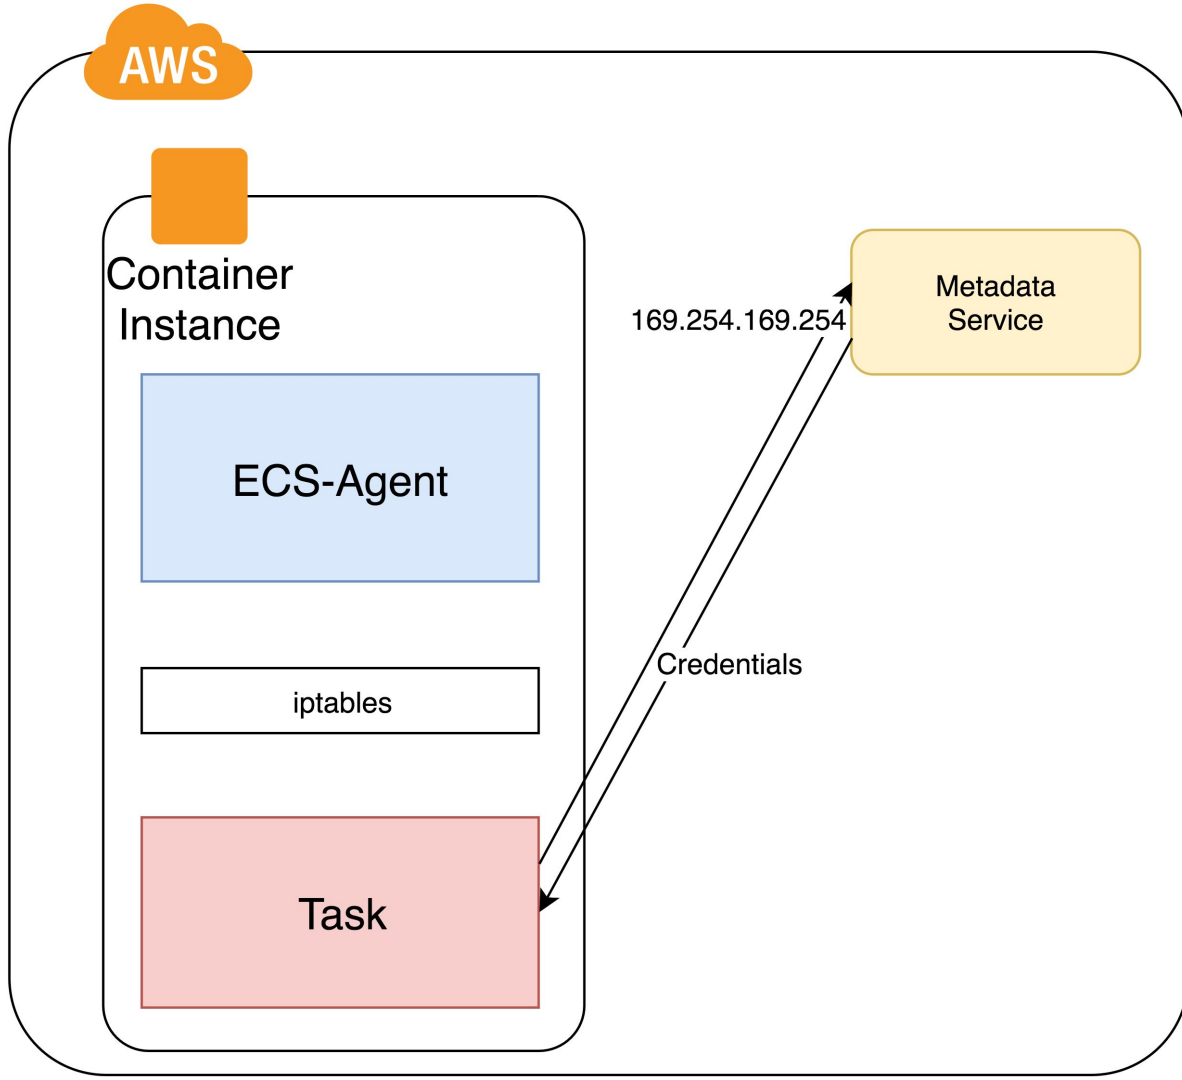 AWS
Container
Instance
Metadata
Service
169.254.169.254
ECS-Agent
Credentials
iptables
Task